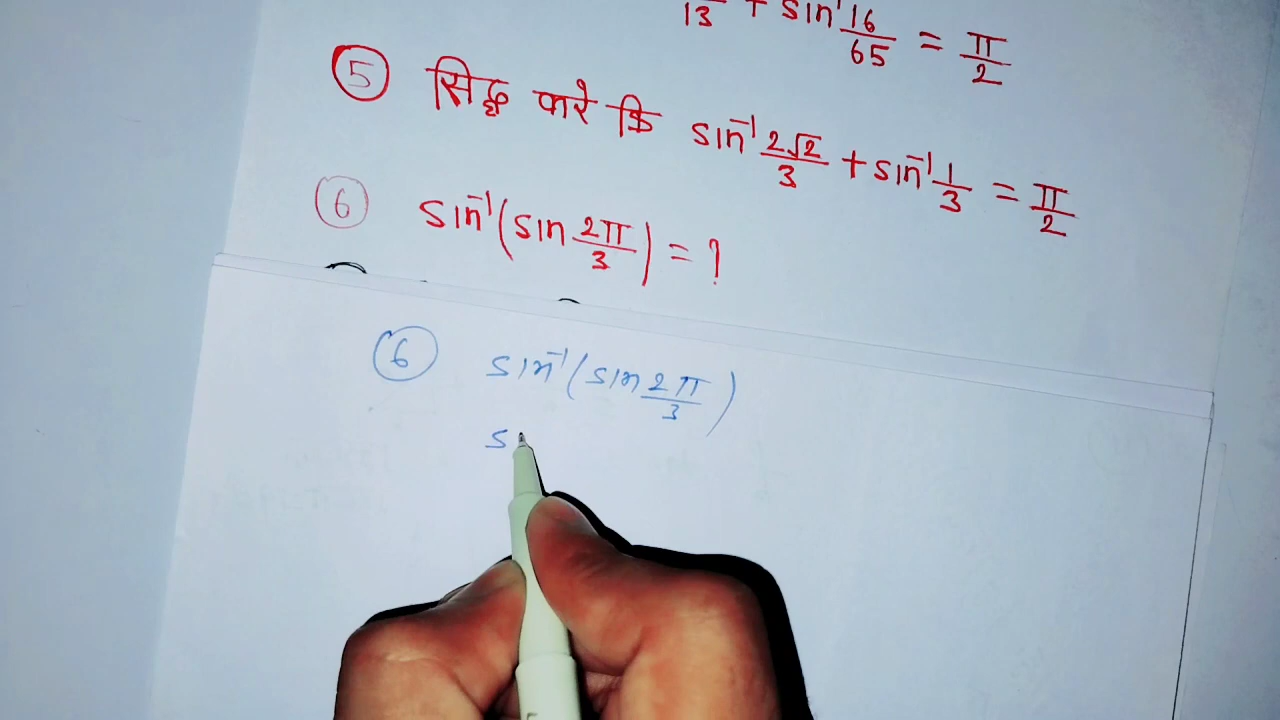 13 + sin⁻¹ 16/65 = π/2
5 सिद्ध करे कि sin⁻¹ 2√2/3 + sin⁻¹ 1/3 = π/2
6 sin⁻¹(sin 2π/3) = ?
6 sin⁻¹(sin 2π/3)
s